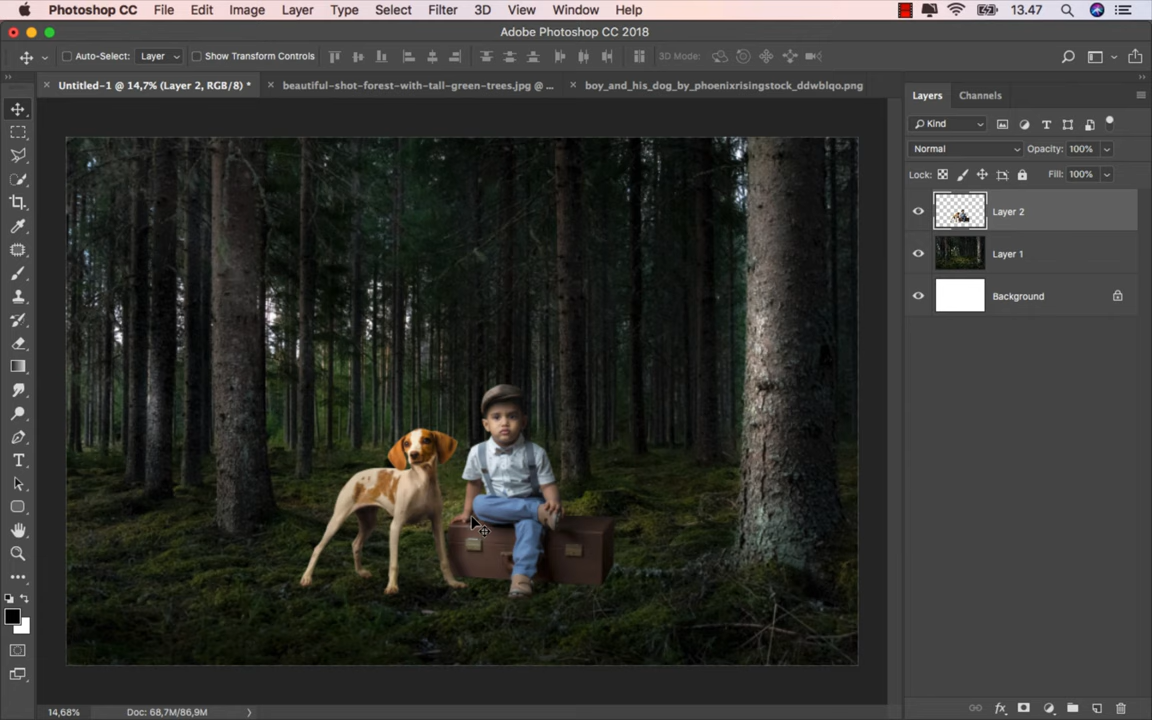 Photoshop CC File Edit Image Layer Type Select Filter 3D View Window Help 13.47
Adobe Photoshop CC 2018
Auto-Select: Layer Show Transform Controls 3D Mode:
Untitled-1 @ 14,7% (Layer 2, RGB/8) * beautiful-shot-forest-with-tall-green-trees.jpg @ ... boy_and_his_dog_by_phoenixrisingstock_ddwblqo.png
Layers Channels
Kind
Normal Opacity: 100%
Lock: Fill: 100%
Layer 2
Layer 1
Background
14,68% Doc: 68,7M/86,9M